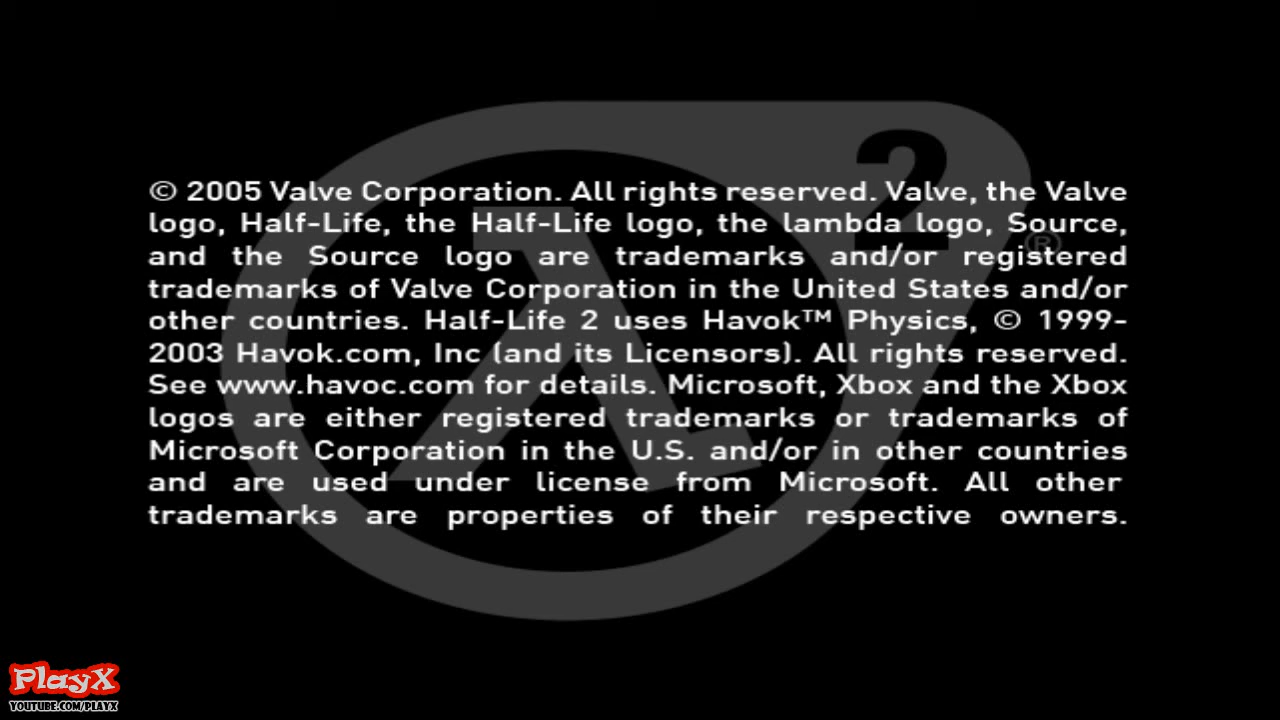 2
®
© 2005 Valve Corporation. All rights reserved. Valve, the Valve
logo, Half-Life, the Half-Life logo, the lambda logo, Source,
and the Source logo are trademarks and/or registered
trademarks of Valve Corporation in the United States and/or
other countries. Half-Life 2 uses Havok™ Physics, © 1999-
2003 Havok.com, Inc (and its Licensors). All rights reserved.
See www.havoc.com for details. Microsoft, Xbox and the Xbox
logos are either registered trademarks or trademarks of
Microsoft Corporation in the U.S. and/or in other countries
and are used under license from Microsoft. All other
trademarks are properties of their respective owners.
PlayX
YOUTUBE.COM/PLAYX